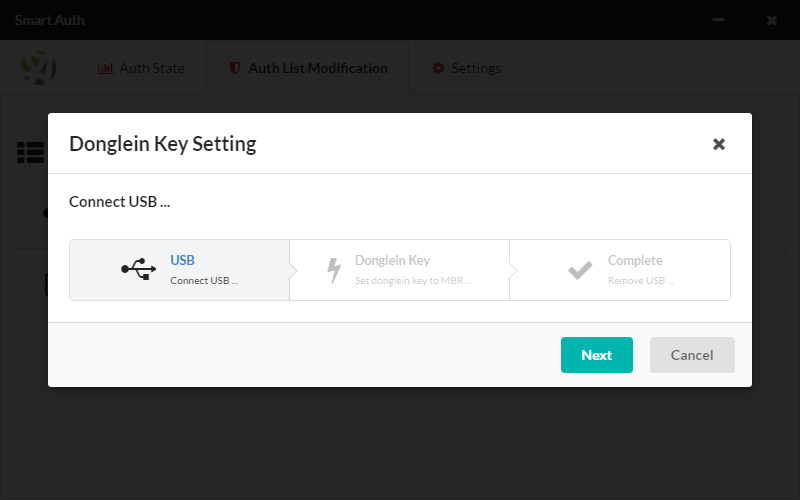 Smart Auth
Auth State
Auth List Modification
Settings
Donglein Key Setting
Connect USB ...
USB
Connect USB ...
Donglein Key
Set donglein key to MBR ...
Complete
Remove USB ...
Next
Cancel